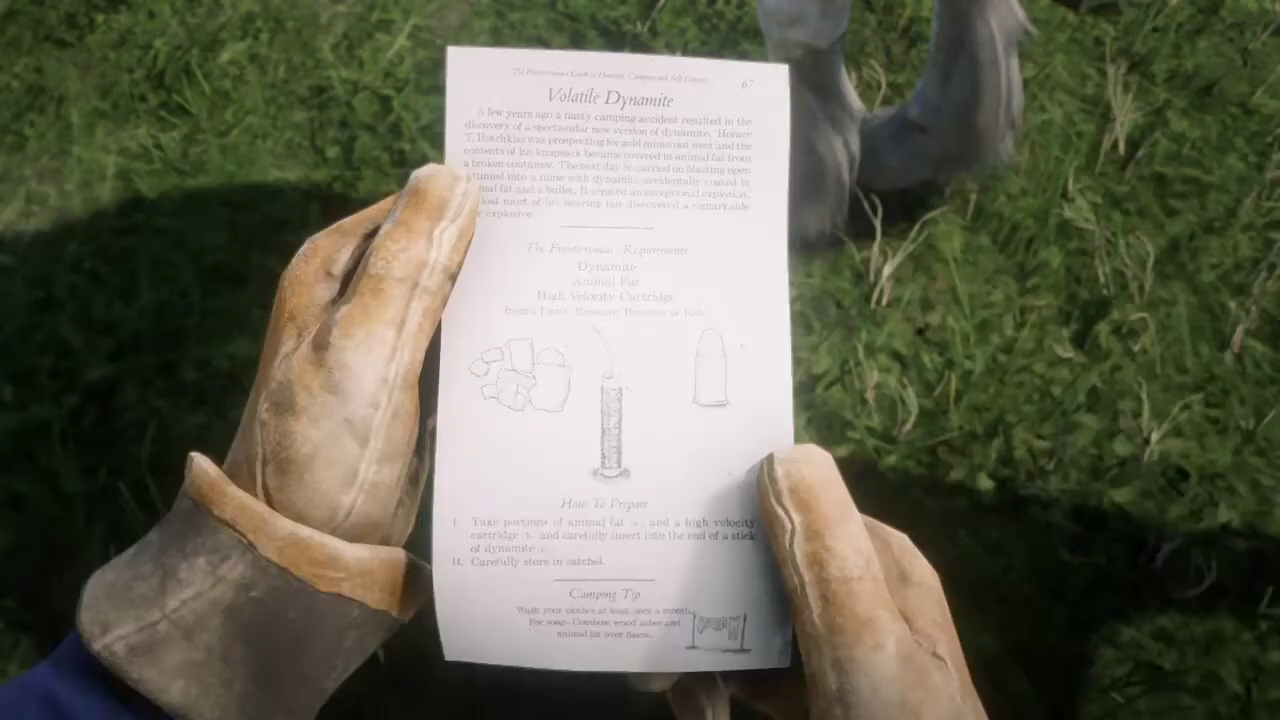 The Frontiersman's Guide to Hunting, Camping and Self Defense
67
Volatile Dynamite
A few years ago a nasty camping accident resulted in the
discovery of a spectacular new version of dynamite. Horace
T. Hotchkiss was prospecting for gold mines out west and the
contents of his knapsack became covered in animal fat from
a broken container. The next day he carried on blasting open
tunnel into a mine with dynamite accidentally coated in
mal fat and a bullet. It created an exceptional explosion.
lost most of his hearing but discovered a remarkable
explosive.
The Frontiersman Requirements
Dynamite
Animal Fat
High Velocity Cartridge
from a Pistol, Repeater, Revolver or Rifle
How To Prepare
I. Take portions of animal fat a. and a high velocity
cartridge b. and carefully insert into the end of a stick
of dynamite c.
II. Carefully store in satchel.
Camping Tip
Wash your clothes at least once a month.
For soap: Combine wood ashes and
animal fat over flame.